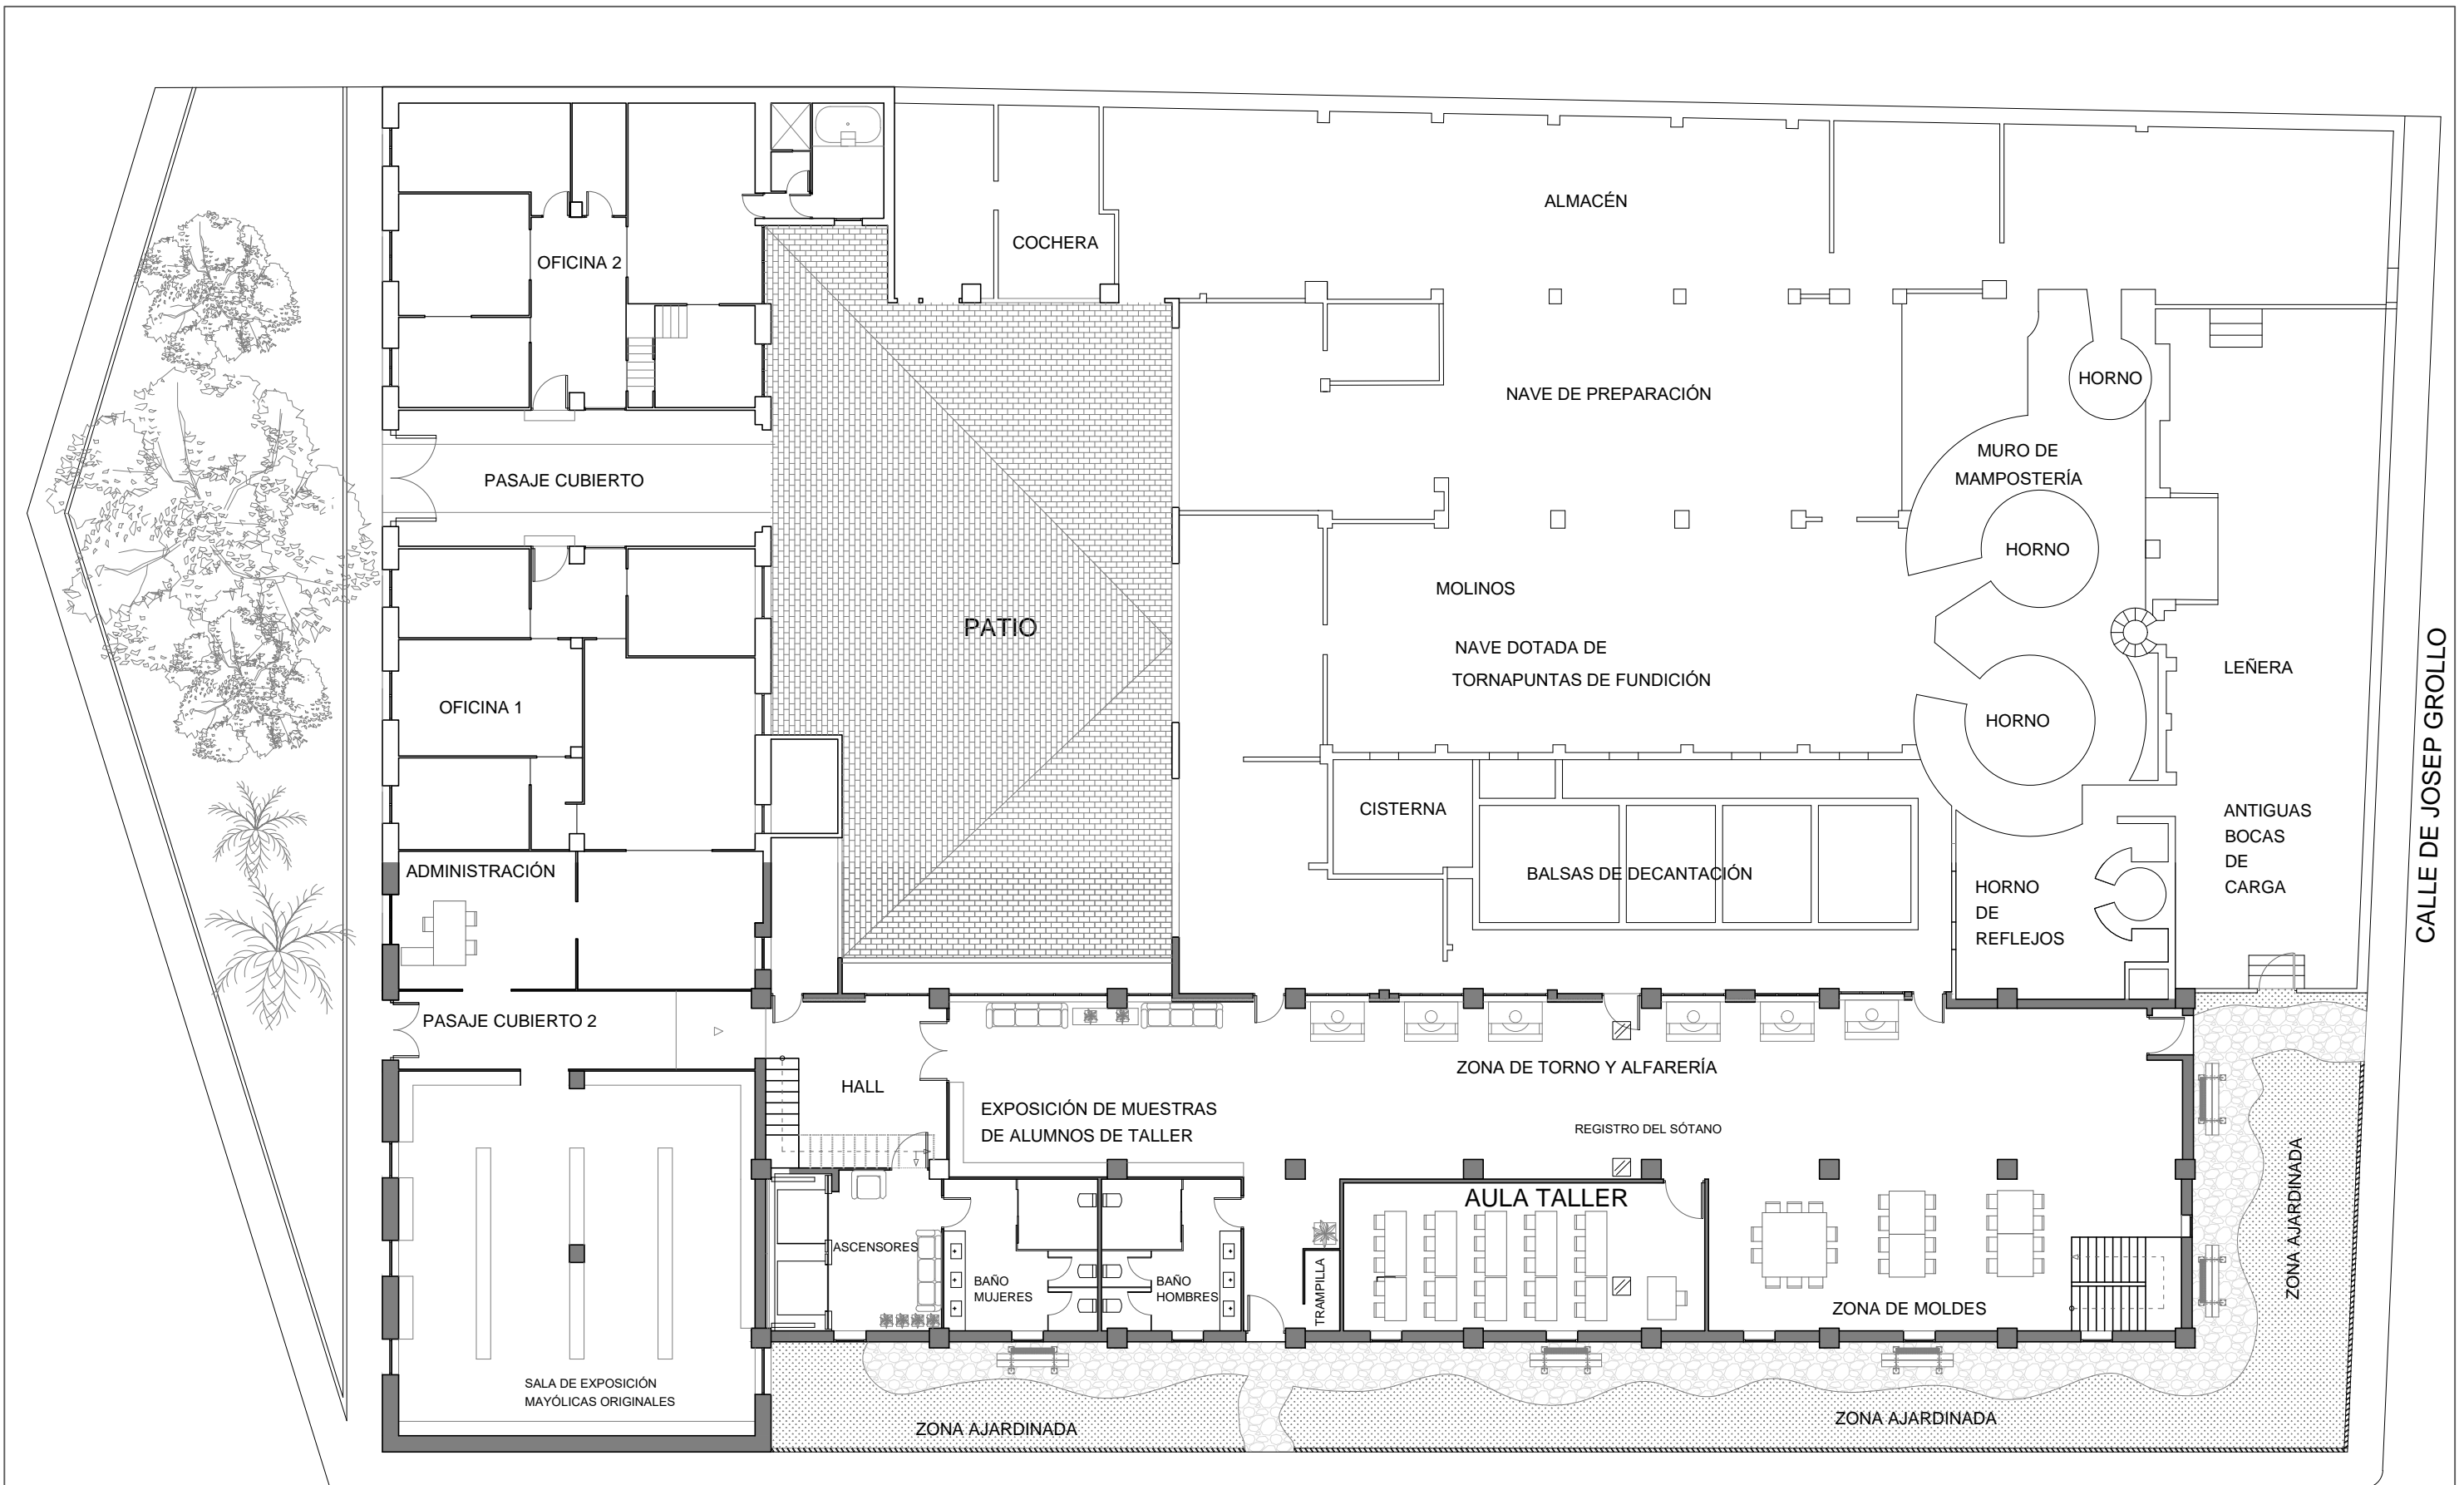 ALMACÉN
COCHERA
OFICINA 2
HORNO
NAVE DE PREPARACIÓN
MURO DE
MAMPOSTERÍA
PASAJE CUBIERTO
HORNO
MOLINOS
PATIO
NAVE DOTADA DE
TORNAPUNTAS DE FUNDICIÓN
LEÑERA
OFICINA 1
HORNO
CALLE DE JOSEP GROLLO
CISTERNA
ANTIGUAS
BOCAS
DE
CARGA
ADMINISTRACIÓN
BALSAS DE DECANTACIÓN
HORNO
DE
REFLEJOS
PASAJE CUBIERTO 2
HALL
ZONA DE TORNO Y ALFARERÍA
EXPOSICIÓN DE MUESTRAS
DE ALUMNOS DE TALLER
REGISTRO DEL SÓTANO
AULA TALLER
ZONA AJARDINADA
ASCENSORES
BAÑO
MUJERES
BAÑO
HOMBRES
TRAMPILLA
ZONA DE MOLDES
SALA DE EXPOSICIÓN
MAYÓLICAS ORIGINALES
ZONA AJARDINADA
ZONA AJARDINADA